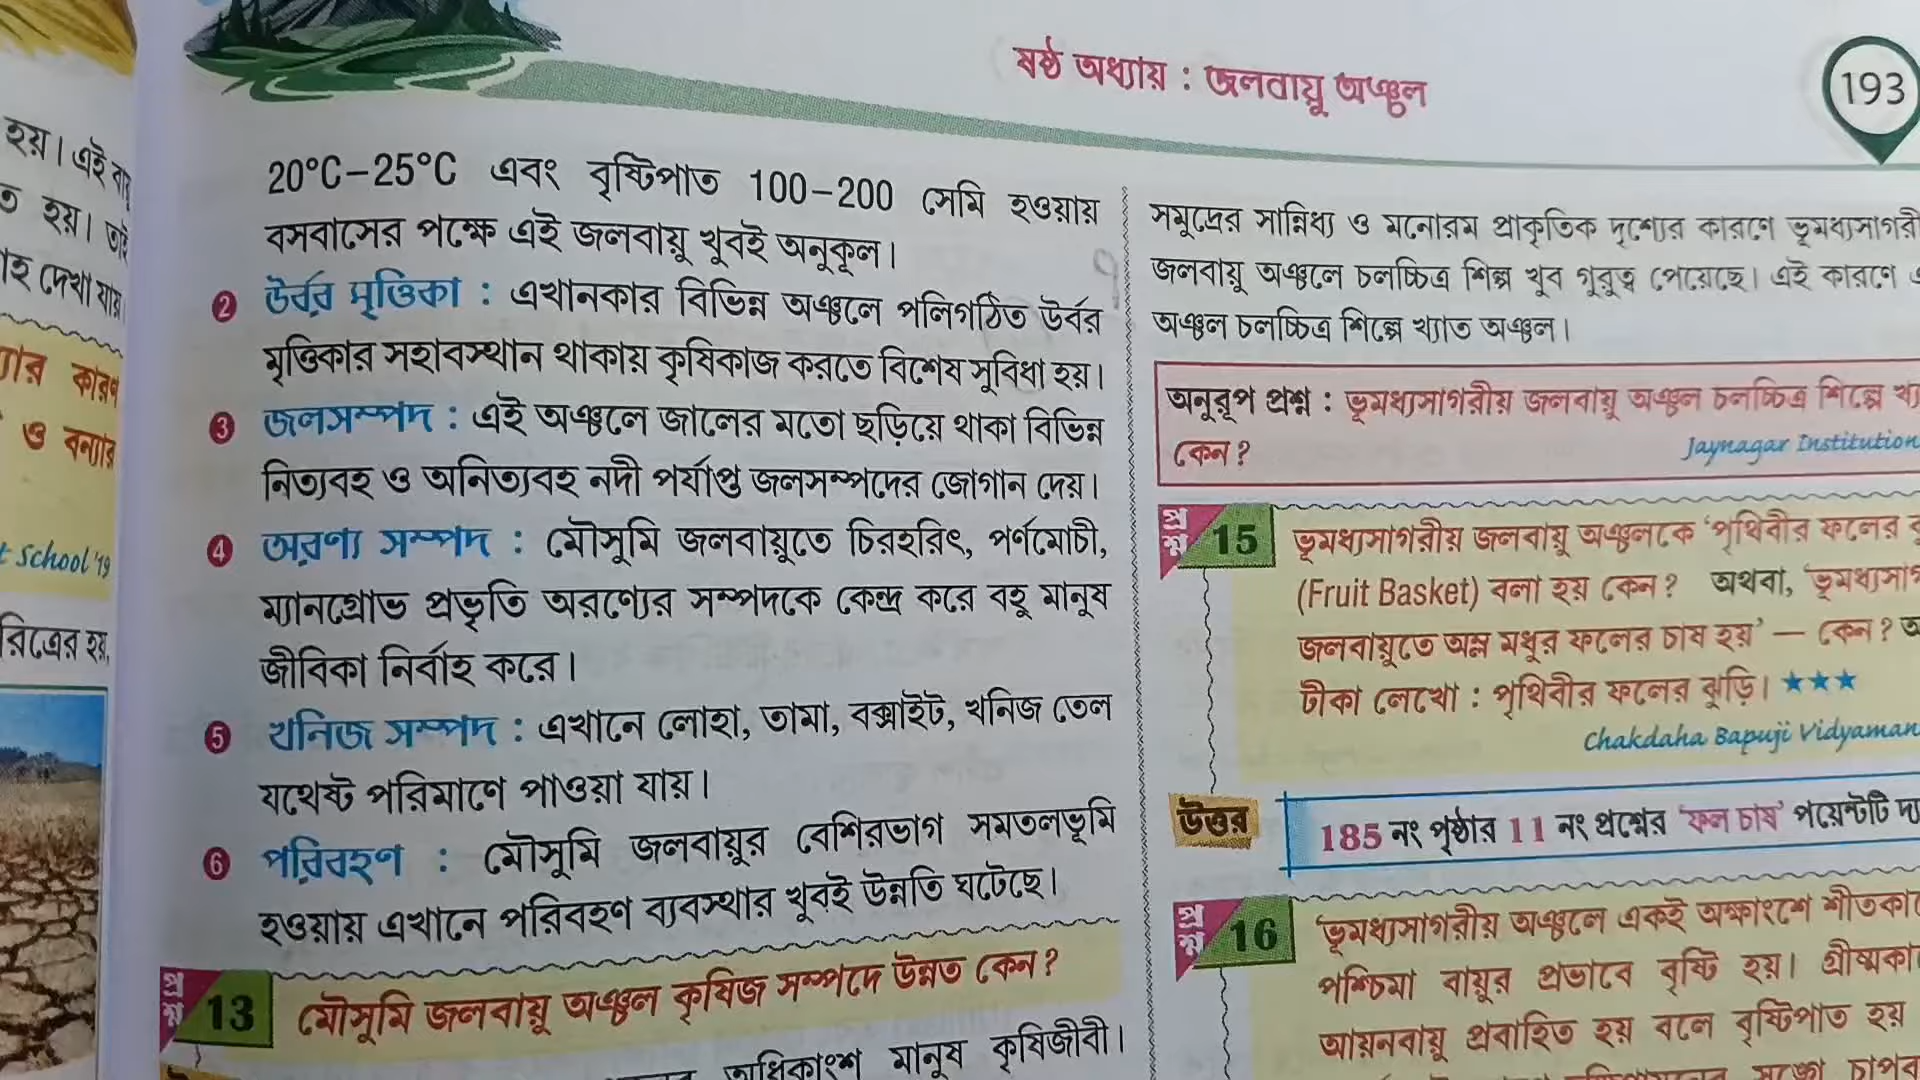 ষষ্ঠ অধ্যায় : জলবায়ু অঞ্চল
193
হয়। এই
ত হয়। তাই
দেখা যায়।
কারণ
ও বন্যার
School '19
20°C–25°C এবং বৃষ্টিপাত 100–200 সেমি হওয়ায়
বসবাসের পক্ষে এই জলবায়ু খুবই অনুকূল।
2 উর্বর মৃত্তিকা : এখানকার বিভিন্ন অঞ্চলে পলিগঠিত উর্বর
মৃত্তিকার সহাবস্থান থাকায় কৃষিকাজ করতে বিশেষ সুবিধা হয়।
3 জলসম্পদ : এই অঞ্চলে জালের মতো ছড়িয়ে থাকা বিভিন্ন
নিত্যবহ ও অনিত্যবহ নদী পর্যাপ্ত জলসম্পদের জোগান দেয়।
4 অরণ্য সম্পদ : মৌসুমি জলবায়ুতে চিরহরিৎ, পর্ণমোচী,
ম্যানগ্রোভ প্রভৃতি অরণ্যের সম্পদকে কেন্দ্র করে বহু মানুষ
জীবিকা নির্বাহ করে।
5 খনিজ সম্পদ : এখানে লোহা, তামা, বক্সাইট, খনিজ তেল
যথেষ্ট পরিমাণে পাওয়া যায়।
6 পরিবহণ : মৌসুমি জলবায়ুর বেশিরভাগ সমতলভূমি
হওয়ায় এখানে পরিবহণ ব্যবস্থার খুবই উন্নতি ঘটেছে।
প্রশ্ন 13 মৌসুমি জলবায়ু অঞ্চল কৃষিজ সম্পদে উন্নত কেন?
অধিকাংশ মানুষ কৃষিজীবী।
সমুদ্রের সান্নিধ্য ও মনোরম প্রাকৃতিক দৃশ্যের কারণে ভূমধ্যসাগরী
জলবায়ু অঞ্চলে চলচ্চিত্র শিল্প খুব গুরুত্ব পেয়েছে। এই কারণে
অঞ্চল চলচ্চিত্র শিল্পে খ্যাত অঞ্চল।
অনুরূপ প্রশ্ন : ভূমধ্যসাগরীয় জলবায়ু অঞ্চল চলচ্চিত্র শিল্পে
কেন?
Jaynagar Institution
প্রশ্ন 15 ভূমধ্যসাগরীয় জলবায়ু অঞ্চলকে 'পৃথিবীর ফলের
(Fruit Basket) বলা হয় কেন? অথবা, 'ভূমধ্যসাগ
জলবায়ুতে অম্ল মধুর ফলের চাষ হয়' — কেন?
টীকা লেখো : পৃথিবীর ফলের ঝুড়ি। ★★★
Chakdaha Bapuji Vidyaman
উত্তর 185 নং পৃষ্ঠার 11 নং প্রশ্নের 'ফল চাষ' পয়েন্টটি
প্রশ্ন 16 'ভূমধ্যসাগরীয় অঞ্চলে একই অক্ষাংশে শীতকা
পশ্চিমা বায়ুর প্রভাবে বৃষ্টি হয়। গ্রীষ্মকা
আয়নবায়ু প্রবাহিত হয় বলে বৃষ্টিপাত হয়